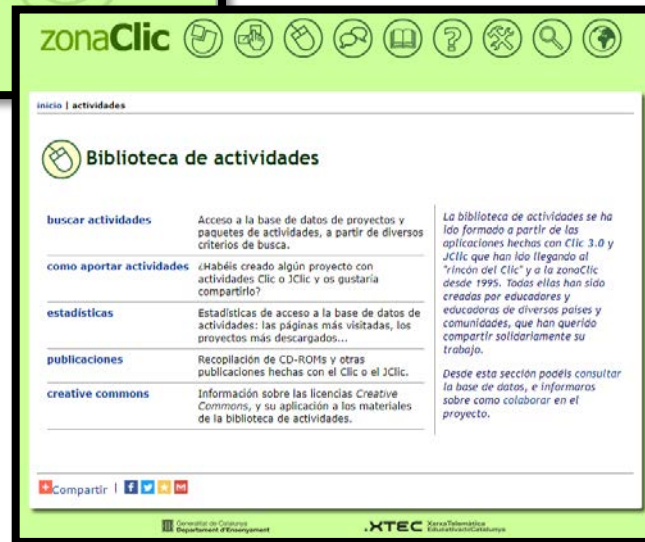 zonaClic
inicio | actividades
Biblioteca de actividades
buscar actividades
Acceso a la base de datos de proyectos y
paquetes de actividades, a partir de diversos
criterios de busca.
como aportar actividades
¿Habéis creado algún proyecto con
actividades Clic o JClic y os gustaría
compartirlo?
estadísticas
Estadísticas de acceso a la base de datos de
actividades: las páginas más visitadas, los
proyectos más descargados...
publicaciones
Recopilación de CD-ROMs y otras
publicaciones hechas con el Clic o el JClic.
creative commons
Información sobre las licencias Creative
Commons, y su aplicación a los materiales
de la biblioteca de actividades.
La biblioteca de actividades se ha
ido formado a partir de las
aplicaciones hechas con Clic 3.0 y
JClic que han ido llegando al
"rincón del Clic" y a la zonaClic
desde 1995. Todas ellas han sido
creadas por educadores y
educadoras de diversos países y
comunidades, que han querido
compartir solidariamente su
trabajo.
Desde esta sección podéis consultar
la base de datos, e informaros
sobre como colaborar en el
proyecto.
Compartir |
Generalitat de Catalunya
Departament d'Ensenyament
.XTEC
Xarxa Telemàtica
Educativa de Catalunya